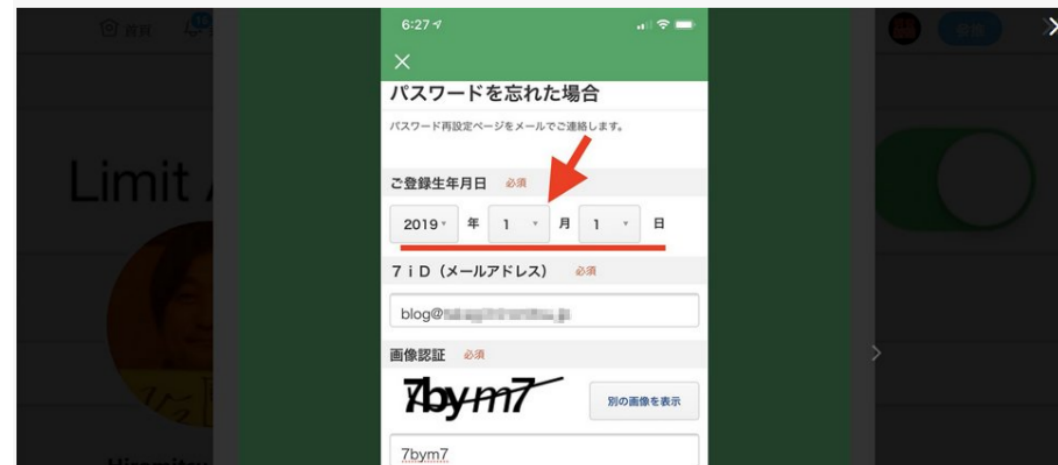 6:27
Limit
パスワードを忘れた場合
パスワード再設定ページをメールでご連絡します。
ご登録生年月日 必須
2019 年 1 月 1 日
7iD（メールアドレス） 必須
blog@
画像認証 必須
7bym7
別の画像を表示
7bym7